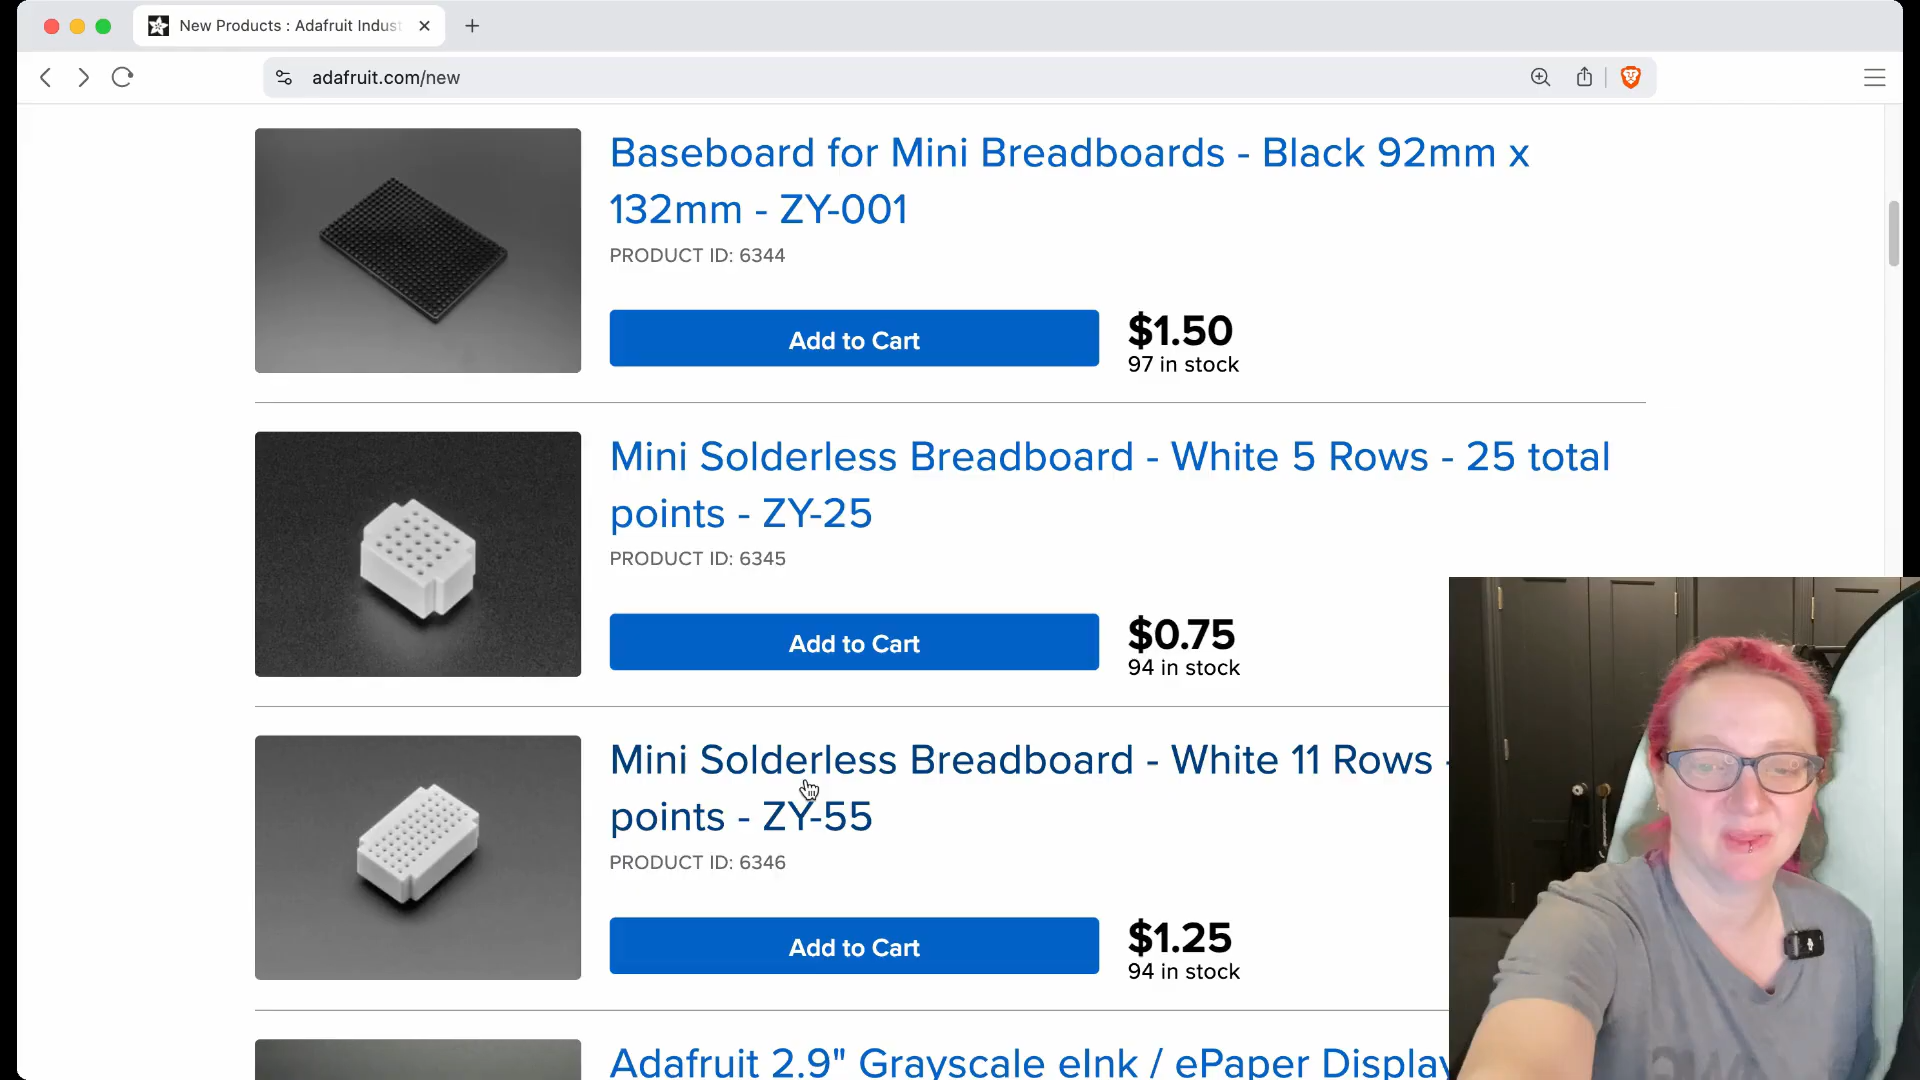 New Products : Adafruit Indust
adafruit.com/new
Baseboard for Mini Breadboards - Black 92mm x
132mm - ZY-001
PRODUCT ID: 6344
Add to Cart
$1.50
97 in stock
Mini Solderless Breadboard - White 5 Rows - 25 total
points - ZY-25
PRODUCT ID: 6345
Add to Cart
$0.75
94 in stock
Mini Solderless Breadboard - White 11 Rows -
points - ZY-55
PRODUCT ID: 6346
Add to Cart
$1.25
94 in stock
Adafruit 2.9" Grayscale eInk / ePaper Display